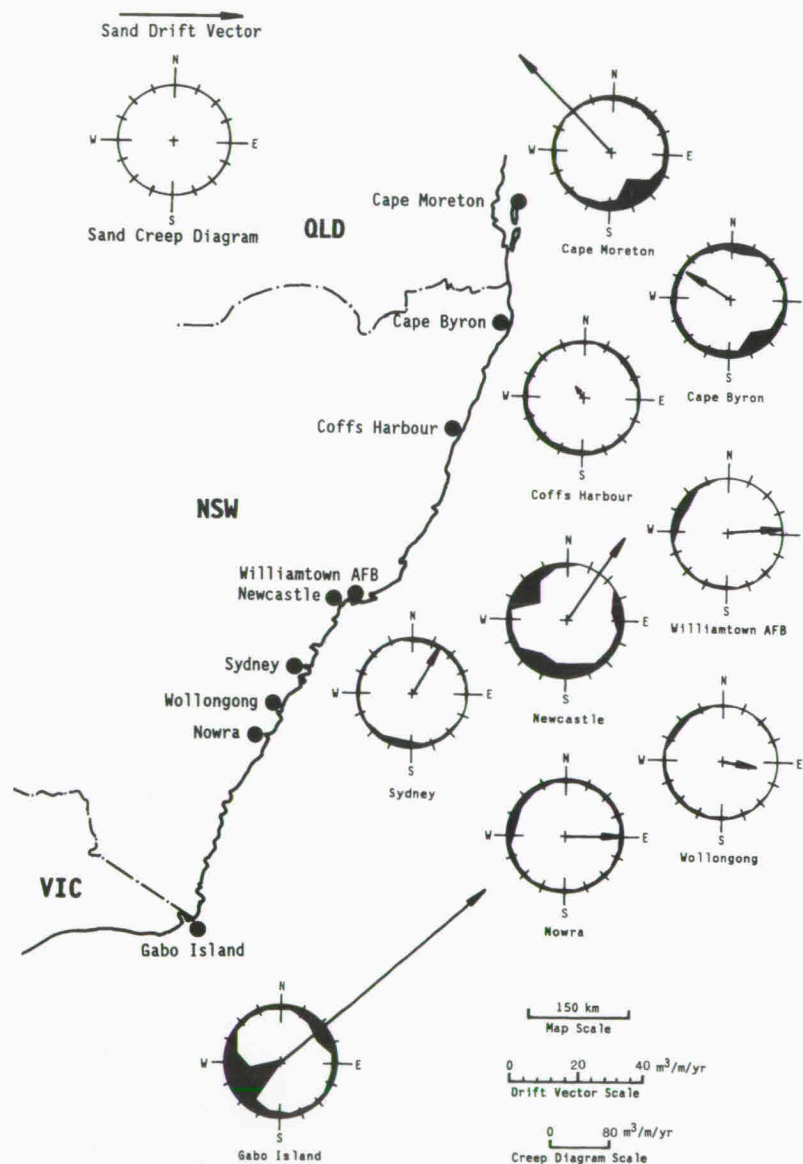 Sand Drift Vector
N
W
E
S
Sand Creep Diagram
QLD
Cape Moreton
Cape Byron
Coffs Harbour
NSW
Williamtown AFB
Newcastle
Sydney
Wollongong
Nowra
VIC
Gabo Island
N
W
E
S
Cape Moreton
N
W
E
S
Cape Byron
N
W
E
S
Coffs Harbour
N
W
S
Williamtown AFB
N
W
E
S
Newcastle
N
W
E
S
Sydney
N
W
E
S
Wollongong
N
W
E
S
Nowra
N
W
E
S
Gabo Island
150 km
Map Scale
0 20 40 m³/m/yr
Drift Vector Scale
0 80 m³/m/yr
Creep Diagram Scale